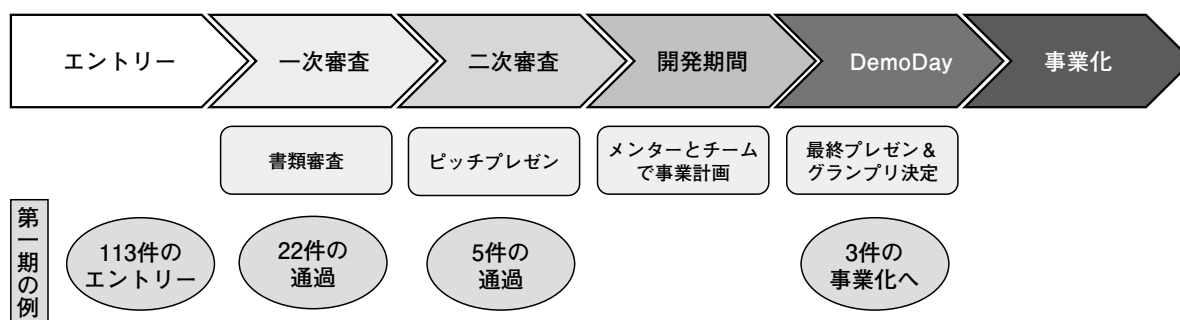 エントリー
一次審査
二次審査
開発期間
DemoDay
事業化
書類審査
ピッチプレゼン
メンターとチーム
で事業計画
最終プレゼン＆
グランプリ決定
第一期の例
113件の
エントリー
22件の
通過
5件の
通過
3件の
事業化へ